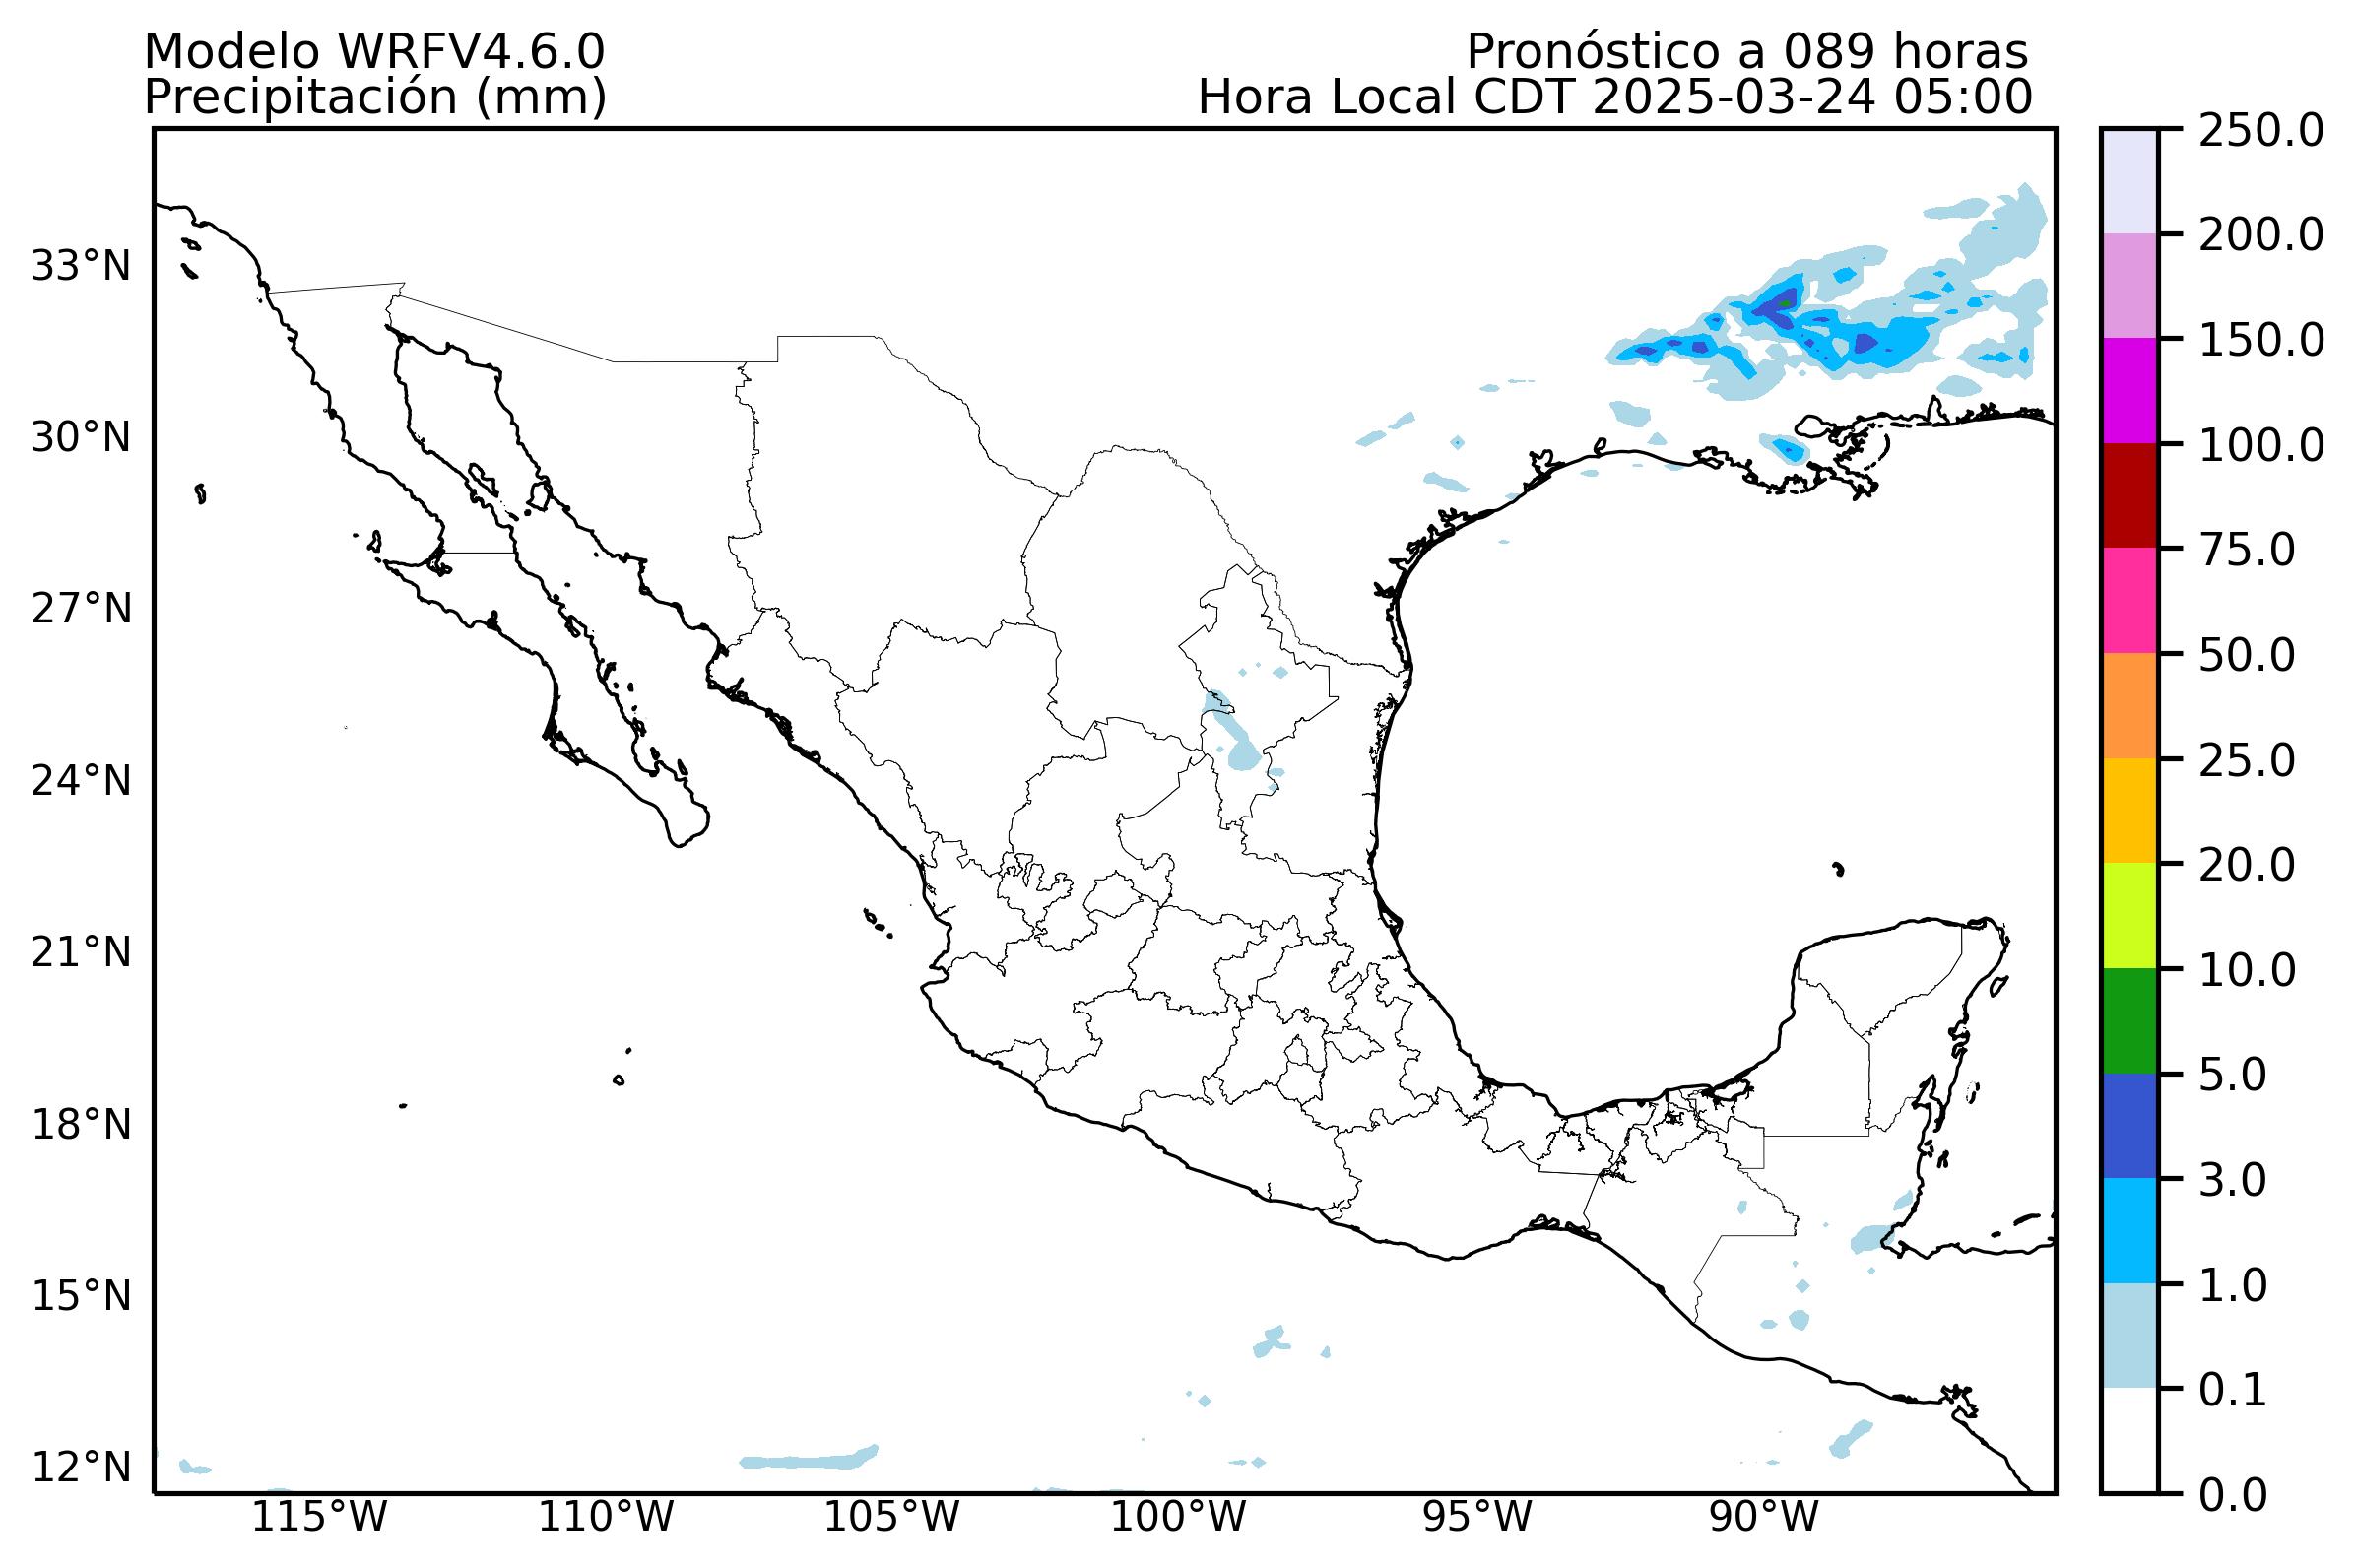 Modelo WRFV4.6.0
Precipitación (mm)
Pronóstico a 089 horas
Hora Local CDT 2025-03-24 05:00
33°N
30°N
27°N
24°N
21°N
18°N
15°N
12°N
115°W
110°W
105°W
100°W
95°W
90°W
250.0
200.0
150.0
100.0
75.0
50.0
25.0
20.0
10.0
5.0
3.0
1.0
0.1
0.0